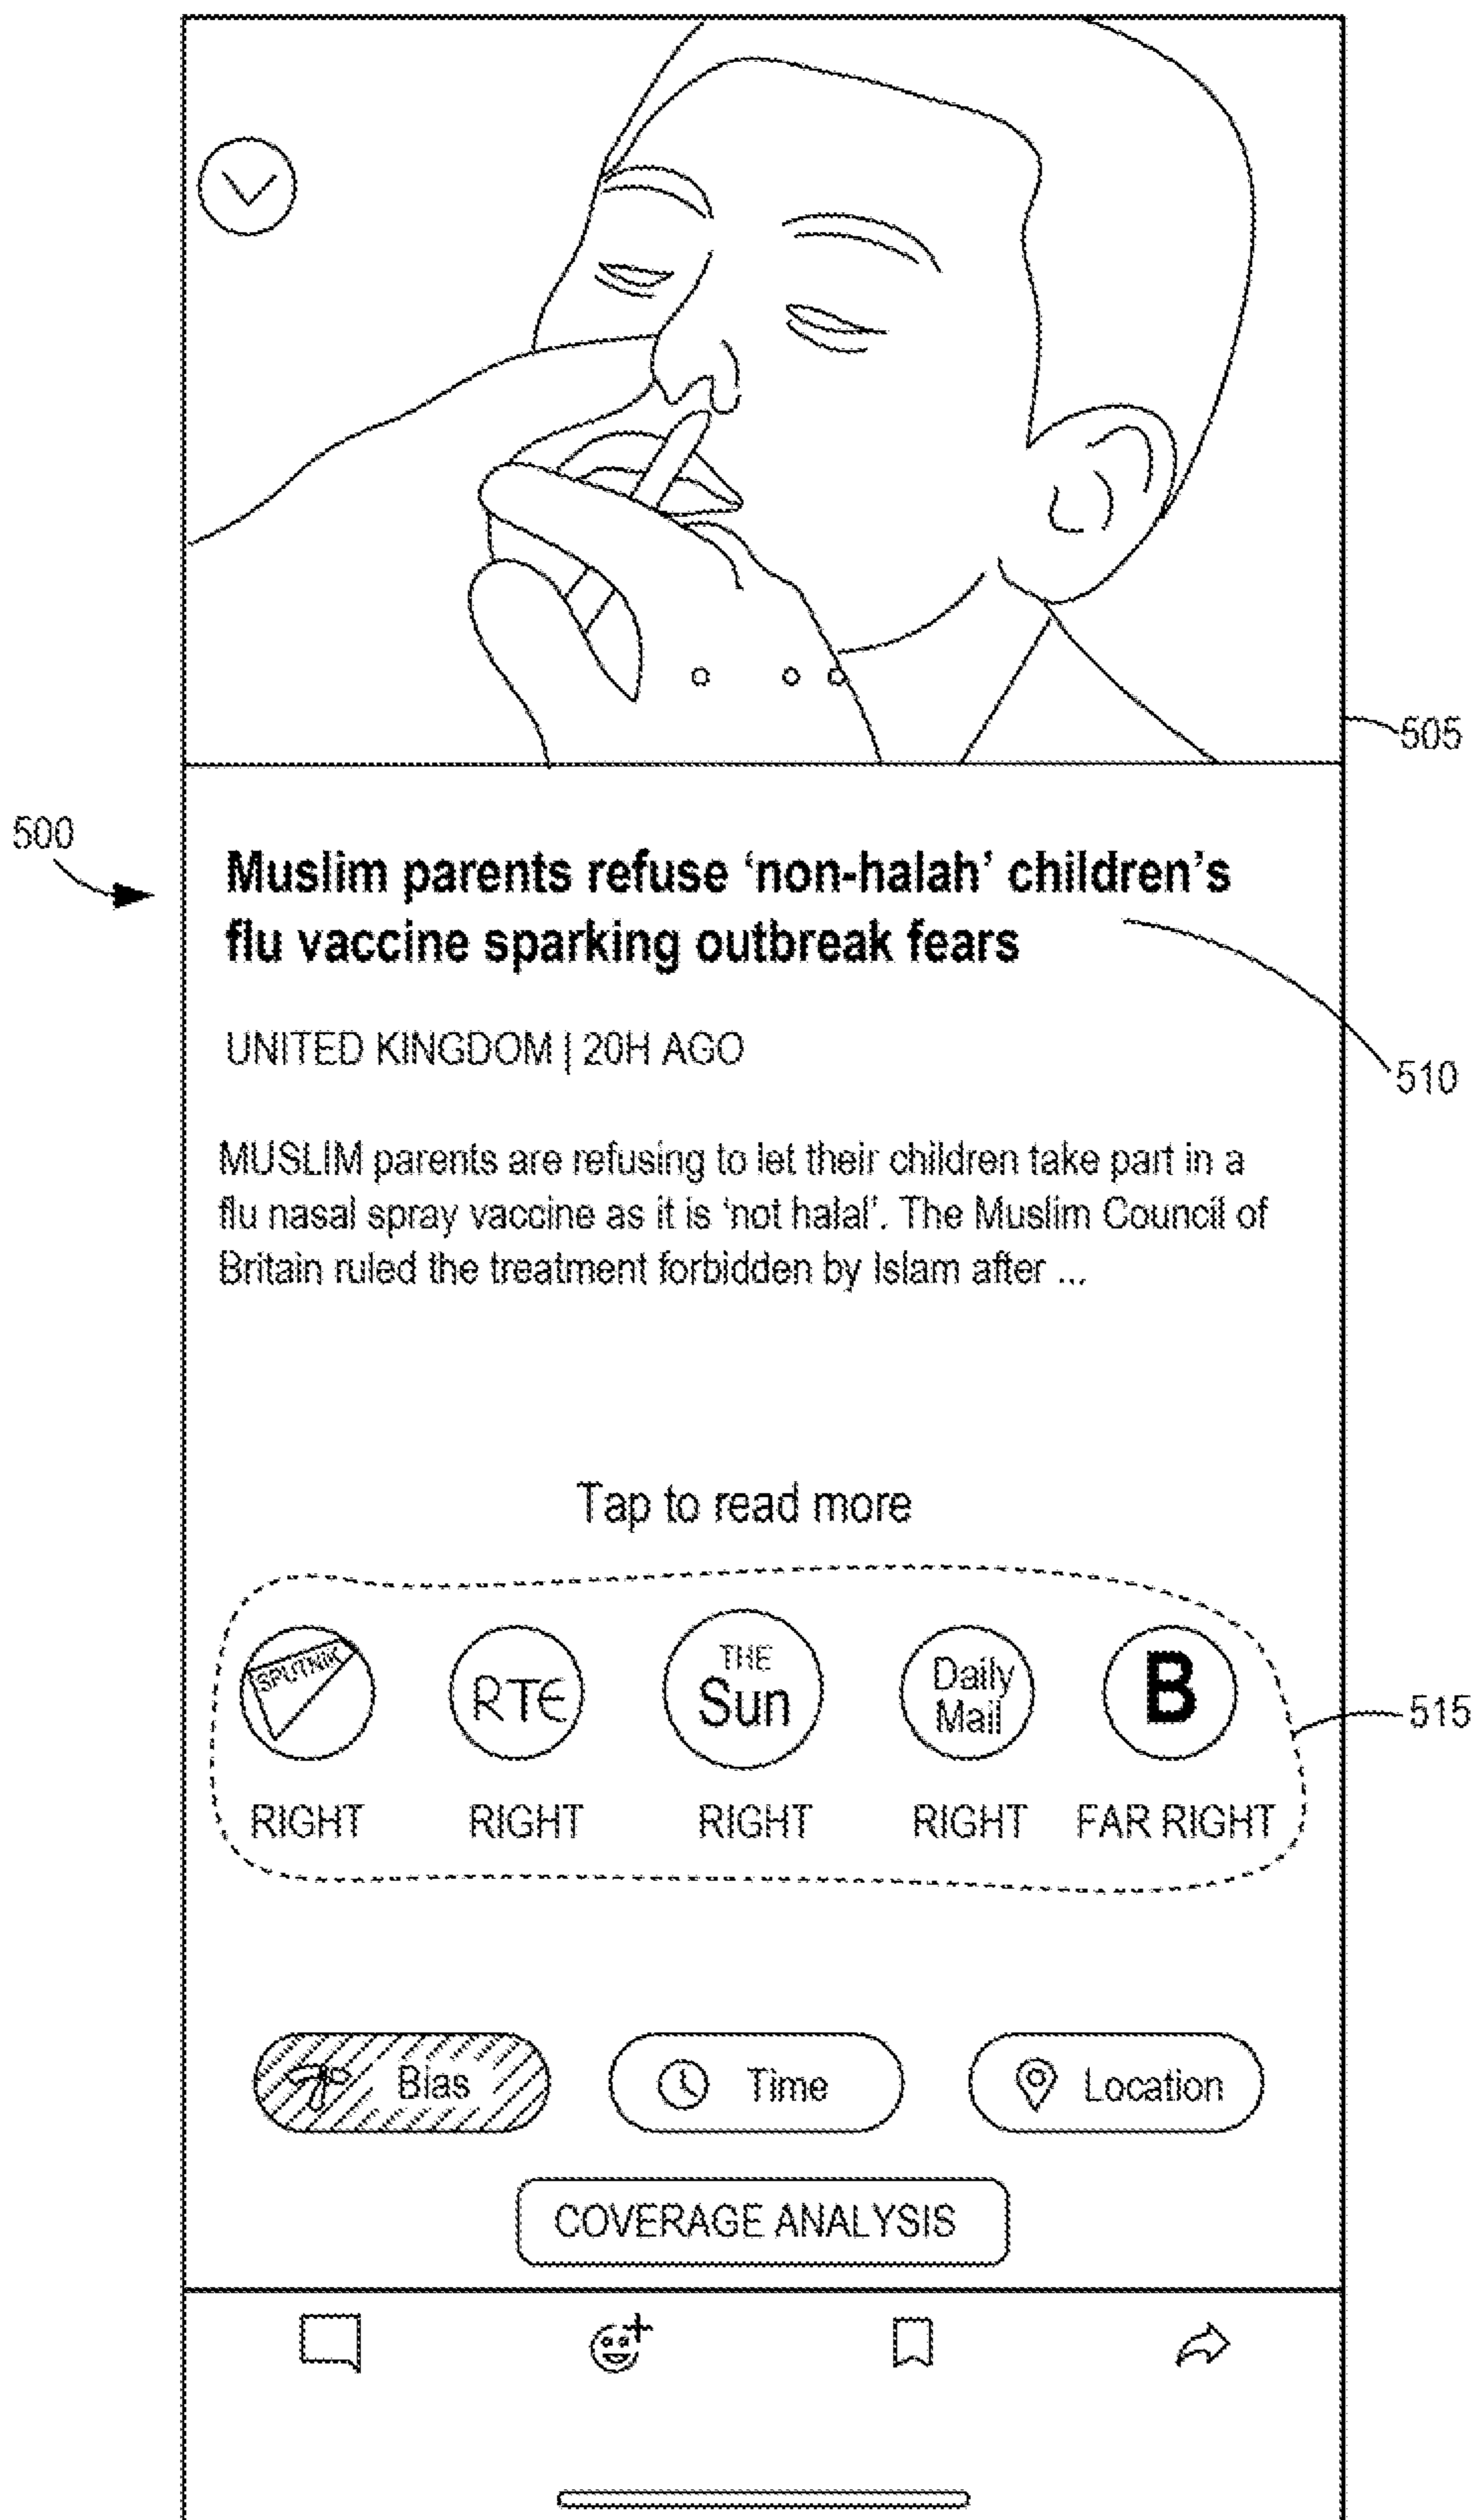 505
500
Muslim parents refuse ‘non-halah’ children’s
flu vaccine sparking outbreak fears
510
UNITED KINGDOM | 20H AGO
MUSLIM parents are refusing to let their children take part in a
flu nasal spray vaccine as it is ‘not halal’. The Muslim Council of
Britain ruled the treatment forbidden by Islam after ...
Tap to read more
SPUTNIK
RTE
THE
Sun
Daily
Mail
B
515
RIGHT RIGHT RIGHT RIGHT FAR RIGHT
Bias Time Location
COVERAGE ANALYSIS